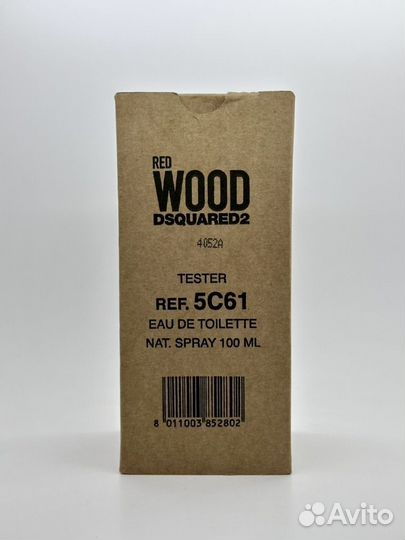 RED
WOOD
DSQUARED2
4052A
TESTER
REF. 5C61
EAU DE TOILETTE
NAT. SPRAY 100 ML
8 011003 852802
Avito